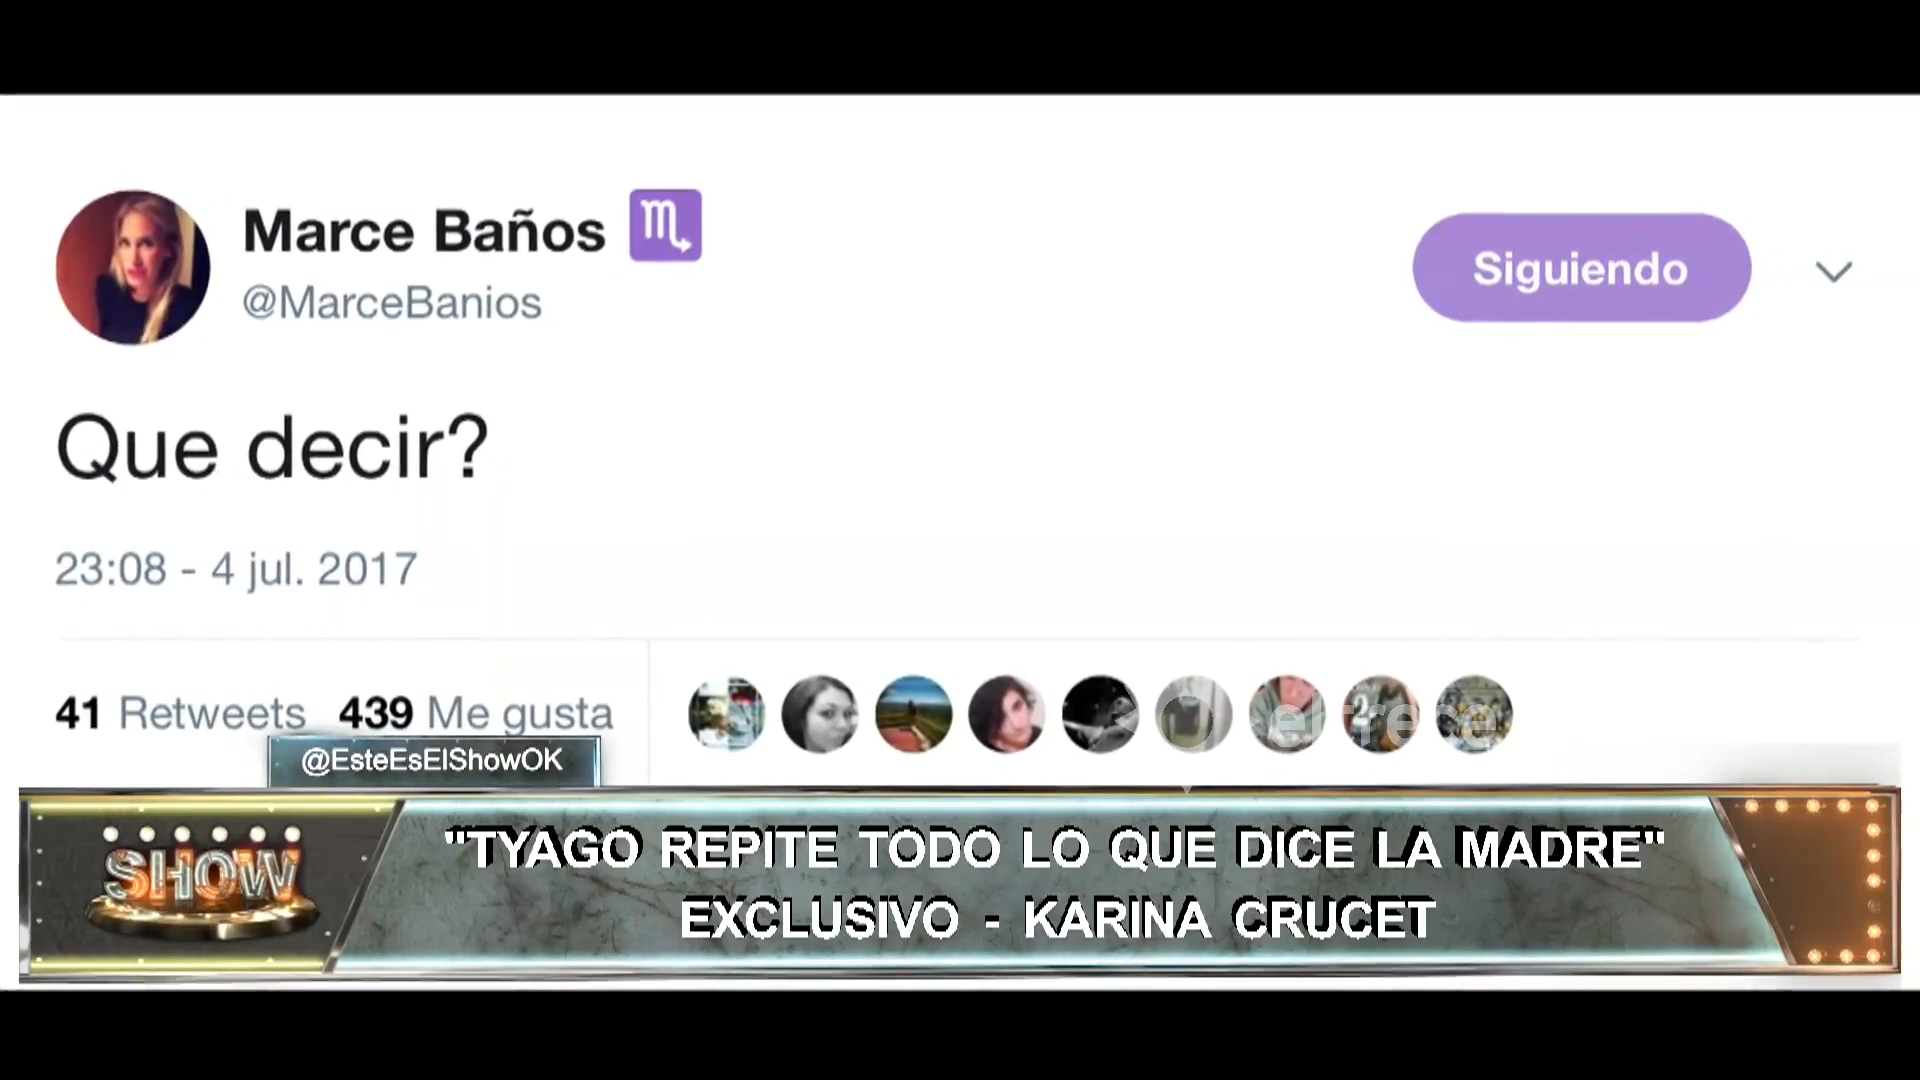 Marce Baños ♏
@MarceBanios
Siguiendo
Que decir?
23:08 - 4 jul. 2017
41 Retweets 439 Me gusta
eltrece
@EsteEsElShowOK
SHOW
"TYAGO REPITE TODO LO QUE DICE LA MADRE"
EXCLUSIVO - KARINA CRUCET